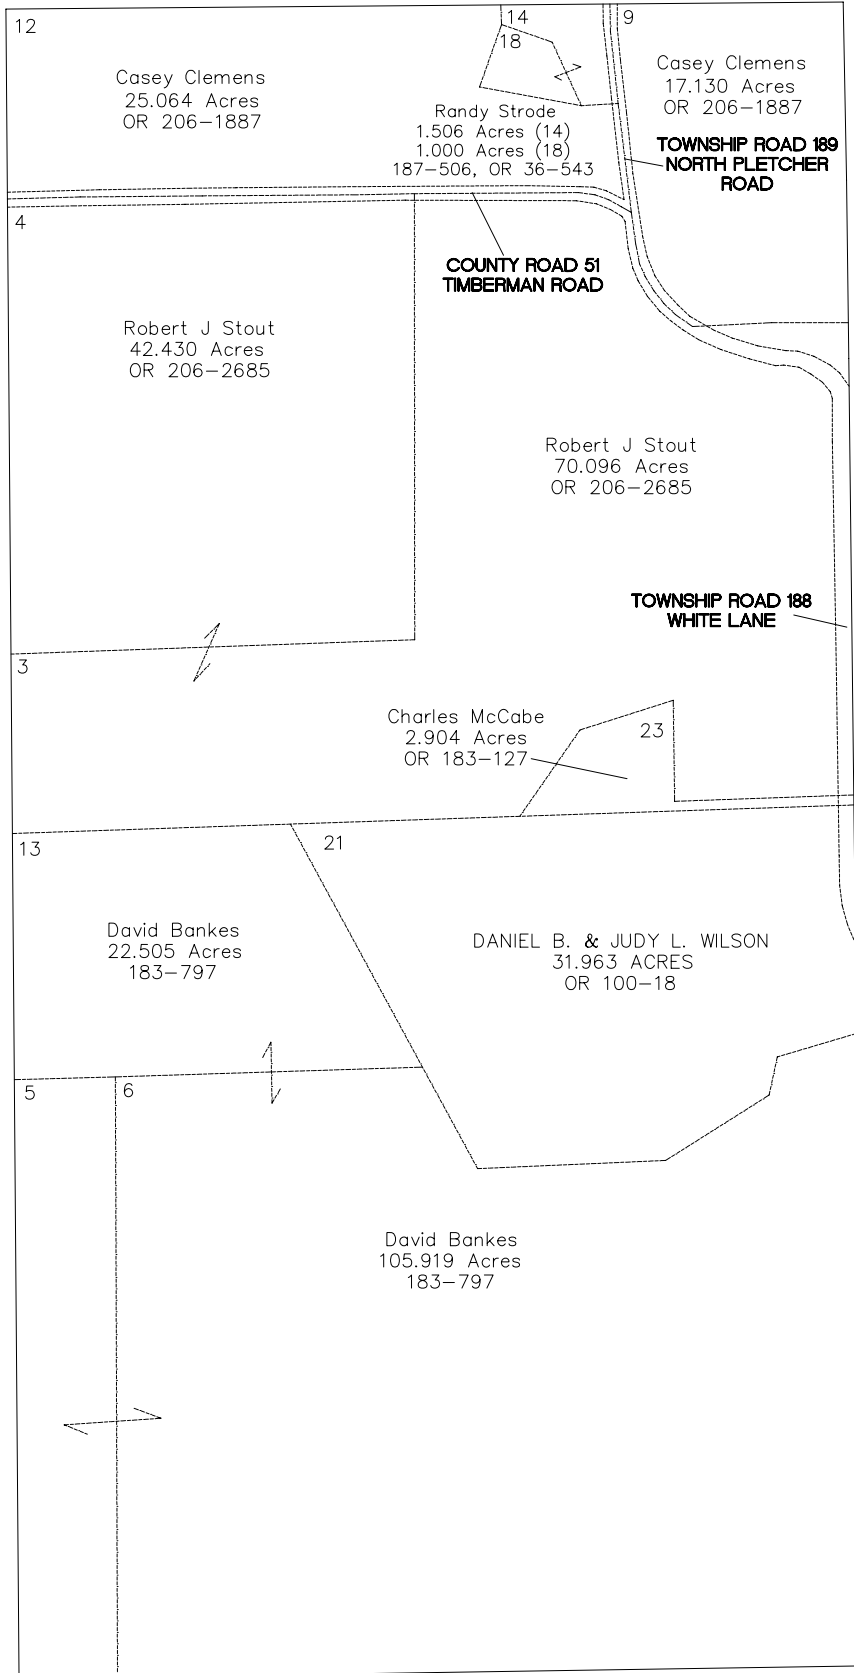 12
14
9
18
Casey Clemens
25.064 Acres
OR 206-1887
Casey Clemens
17.130 Acres
OR 206-1887
Randy Strode
1.506 Acres (14)
1.000 Acres (18)
187-506, OR 36-543
TOWNSHIP ROAD 189
NORTH PLETCHER
ROAD
4
COUNTY ROAD 51
TIMBERMAN ROAD
Robert J Stout
42.430 Acres
OR 206-2685
Robert J Stout
70.096 Acres
OR 206-2685
TOWNSHIP ROAD 188
WHITE LANE
3
Charles McCabe
2.904 Acres
OR 183-127
23
13
21
David Bankes
22.505 Acres
183-797
DANIEL B. & JUDY L. WILSON
31.963 ACRES
OR 100-18
5
6
David Bankes
105.919 Acres
183-797